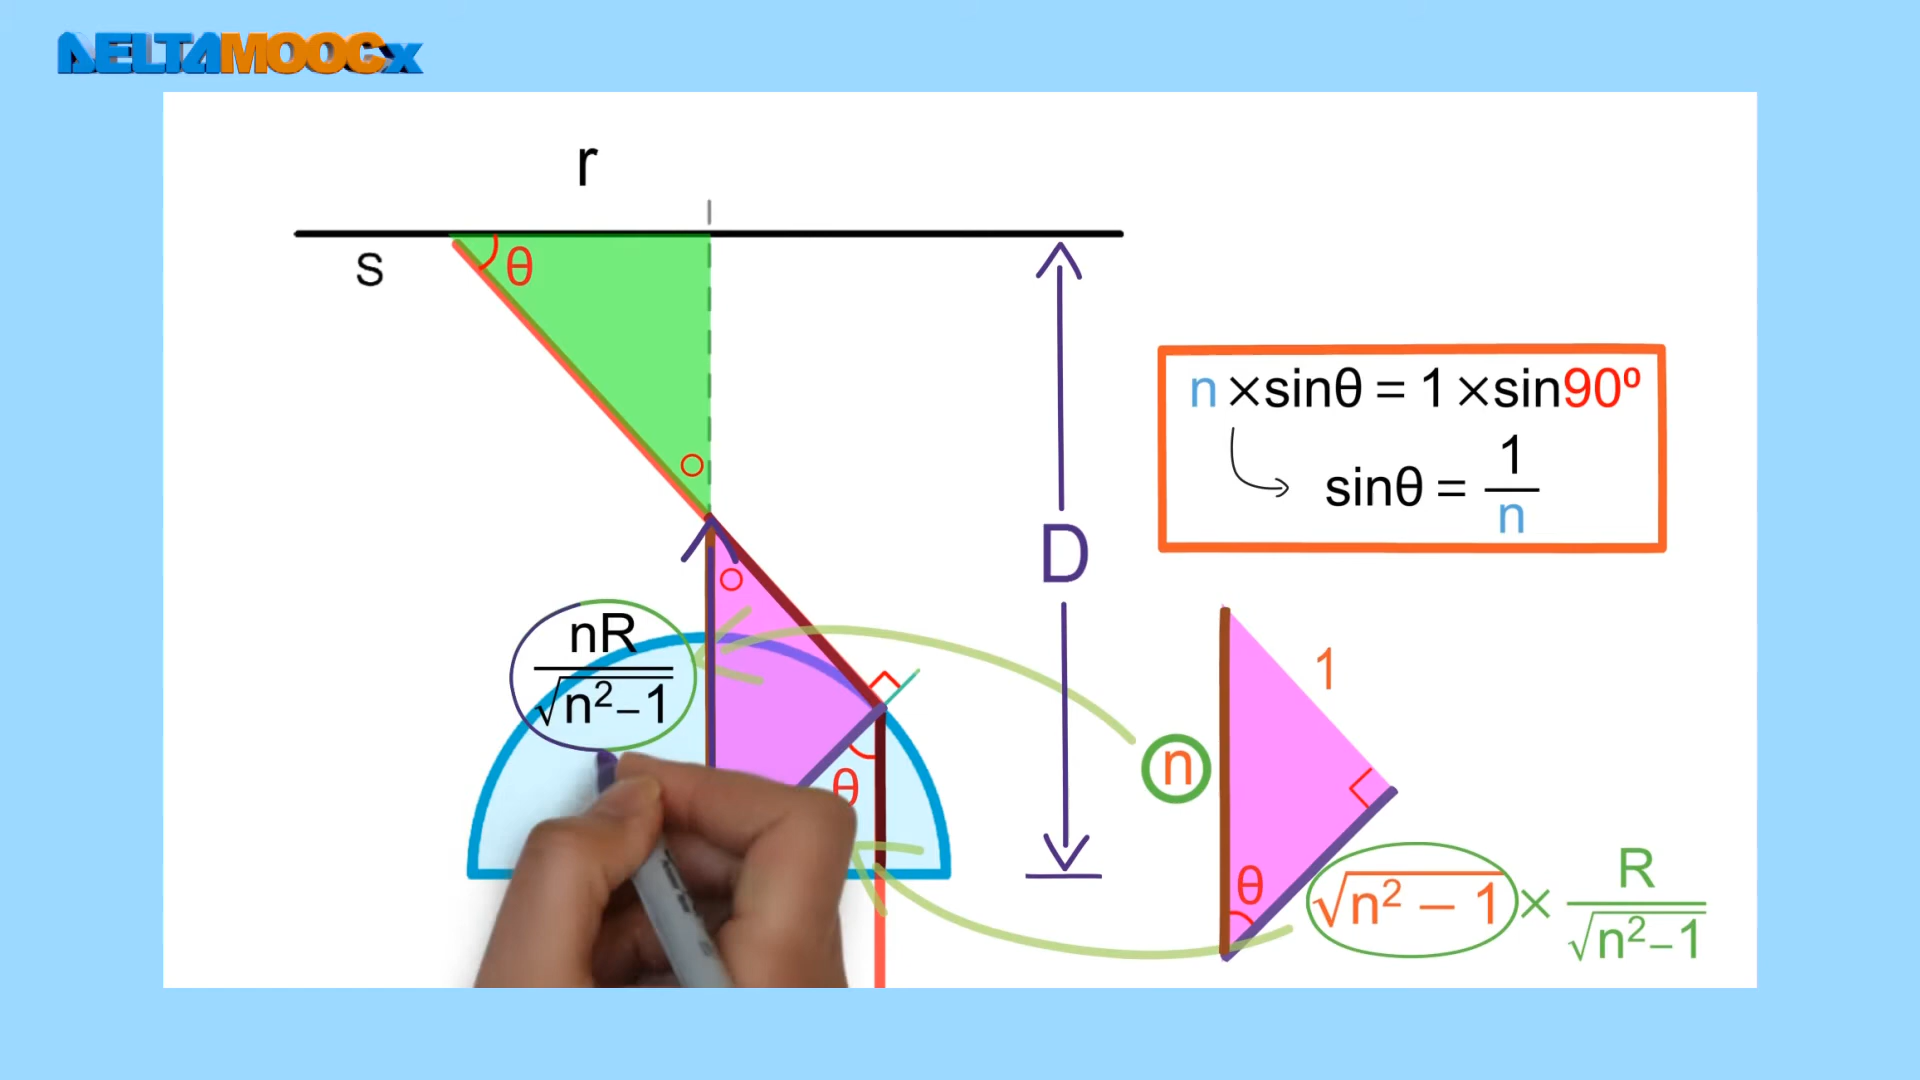 DELTAMOOCx
r
s
θ
n×sinθ = 1×sin90º
sinθ = 1/n
D
nR/√n²−1
θ
n
1
θ
√n² − 1 × R/√n²−1